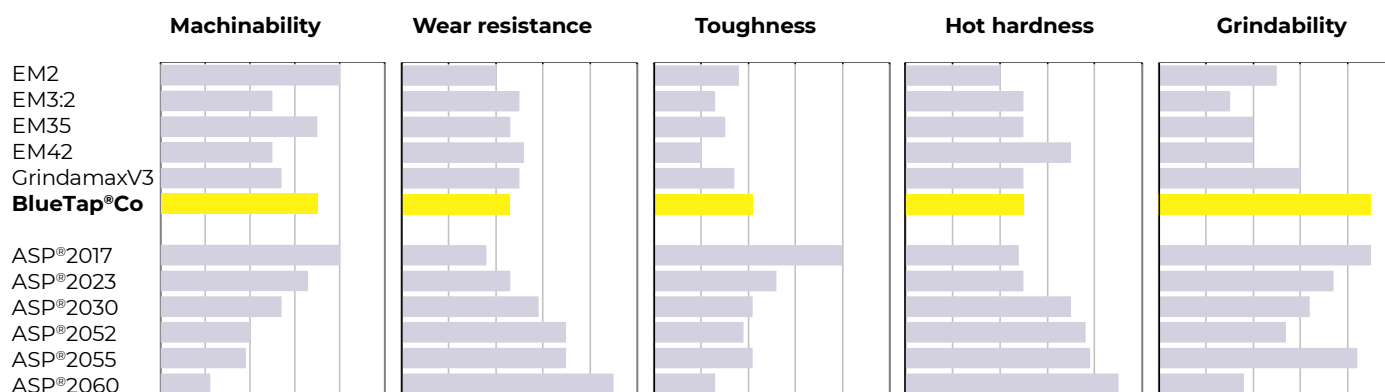 Machinability Wear resistance Toughness Hot hardness Grindability
EM2
EM3:2
EM35
EM42
GrindamaxV3
BlueTap®Co
ASP®2017
ASP®2023
ASP®2030
ASP®2052
ASP®2055
ASP®2060